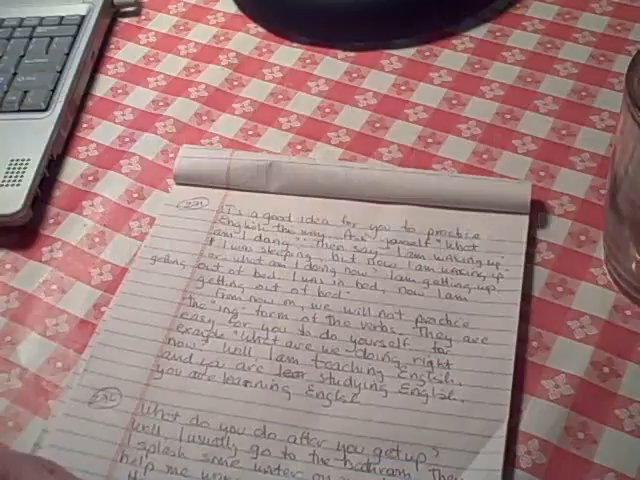 231 Is a good idea for you to practice
English this way. Ask yourself "What
am I doing?" Then say I am waking up
I was sleeping but now I am waking up
or what am I doing now? I am getting up
getting out of bed. I was in bed, now I am
getting out of bed.
From now on, we will not practice
the "ing" form of the verbs. They are
easy for you to do yourself for
example "what are we doing right
now? Well I am teaching English.
and you are studying English.
you are learning English
232
What do you do after you get up?
Well I usually go to the bathroom. Then
I splash some water on
help me